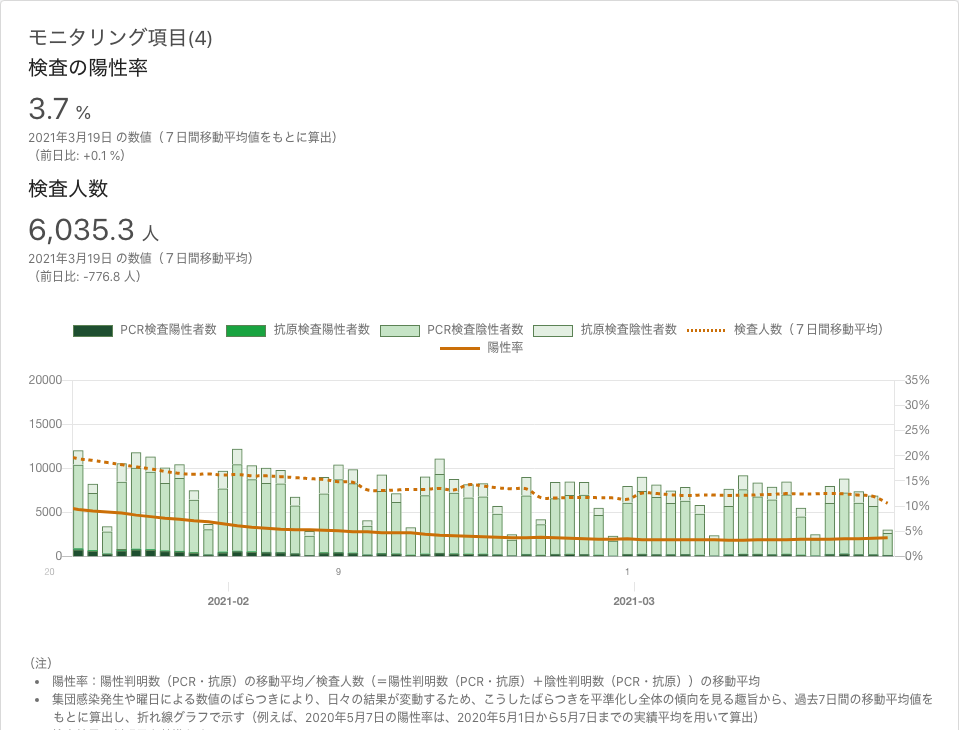 モニタリング項目(4)
検査の陽性率
3.7 %
2021年3月19日 の数値（７日間移動平均値をもとに算出）
（前日比: +0.1 %）
検査人数
6,035.3 人
2021年3月19日 の数値（７日間移動平均）
（前日比: -776.8 人）
PCR検査陽性者数 抗原検査陽性者数 PCR検査陰性者数 抗原検査陰性者数 検査人数（７日間移動平均）
陽性率
20000 35%
30%
15000 25%
20%
10000 15%
5000 10%
5%
0 0%
20 9 1
2021-02 2021-03
（注）
• 陽性率：陽性判明数（PCR・抗原）の移動平均／検査人数（＝陽性判明数（PCR・抗原）＋陰性判明数（PCR・抗原））の移動平均
• 集団感染発生や曜日による数値のばらつきにより、日々の結果が変動するため、こうしたばらつきを平準化し全体の傾向を見る趣旨から、過去7日間の移動平均値を
もとに算出し、折れ線グラフで示す（例えば、2020年5月7日の陽性率は、2020年5月1日から5月7日までの実績平均を用いて算出）